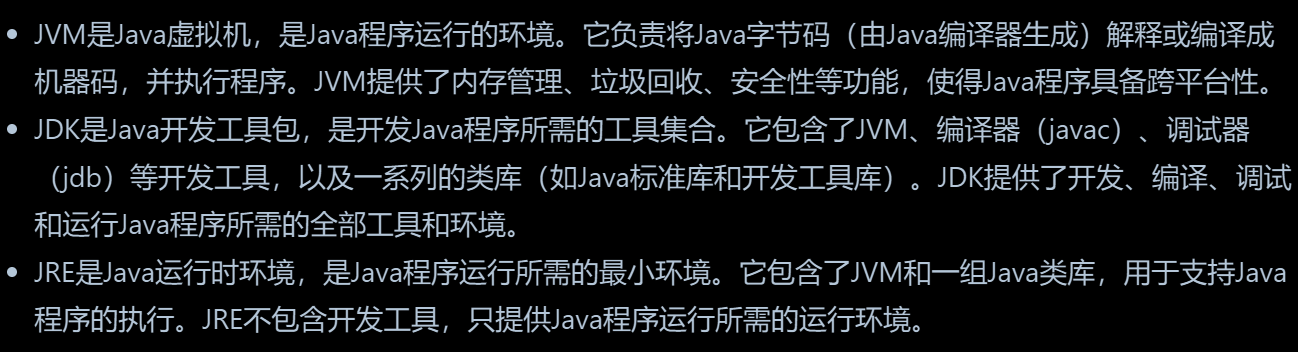 • JVM是Java虚拟机，是Java程序运行的环境。它负责将Java字节码（由Java编译器生成）解释或编译成
机器码，并执行程序。JVM提供了内存管理、垃圾回收、安全性等功能，使得Java程序具备跨平台性。
• JDK是Java开发工具包，是开发Java程序所需的工具集合。它包含了JVM、编译器（javac）、调试器
（jdb）等开发工具，以及一系列的类库（如Java标准库和开发工具库）。JDK提供了开发、编译、调试
和运行Java程序所需的全部工具和环境。
• JRE是Java运行时环境，是Java程序运行所需的最小环境。它包含了JVM和一组Java类库，用于支持Java
程序的执行。JRE不包含开发工具，只提供Java程序运行所需的运行环境。